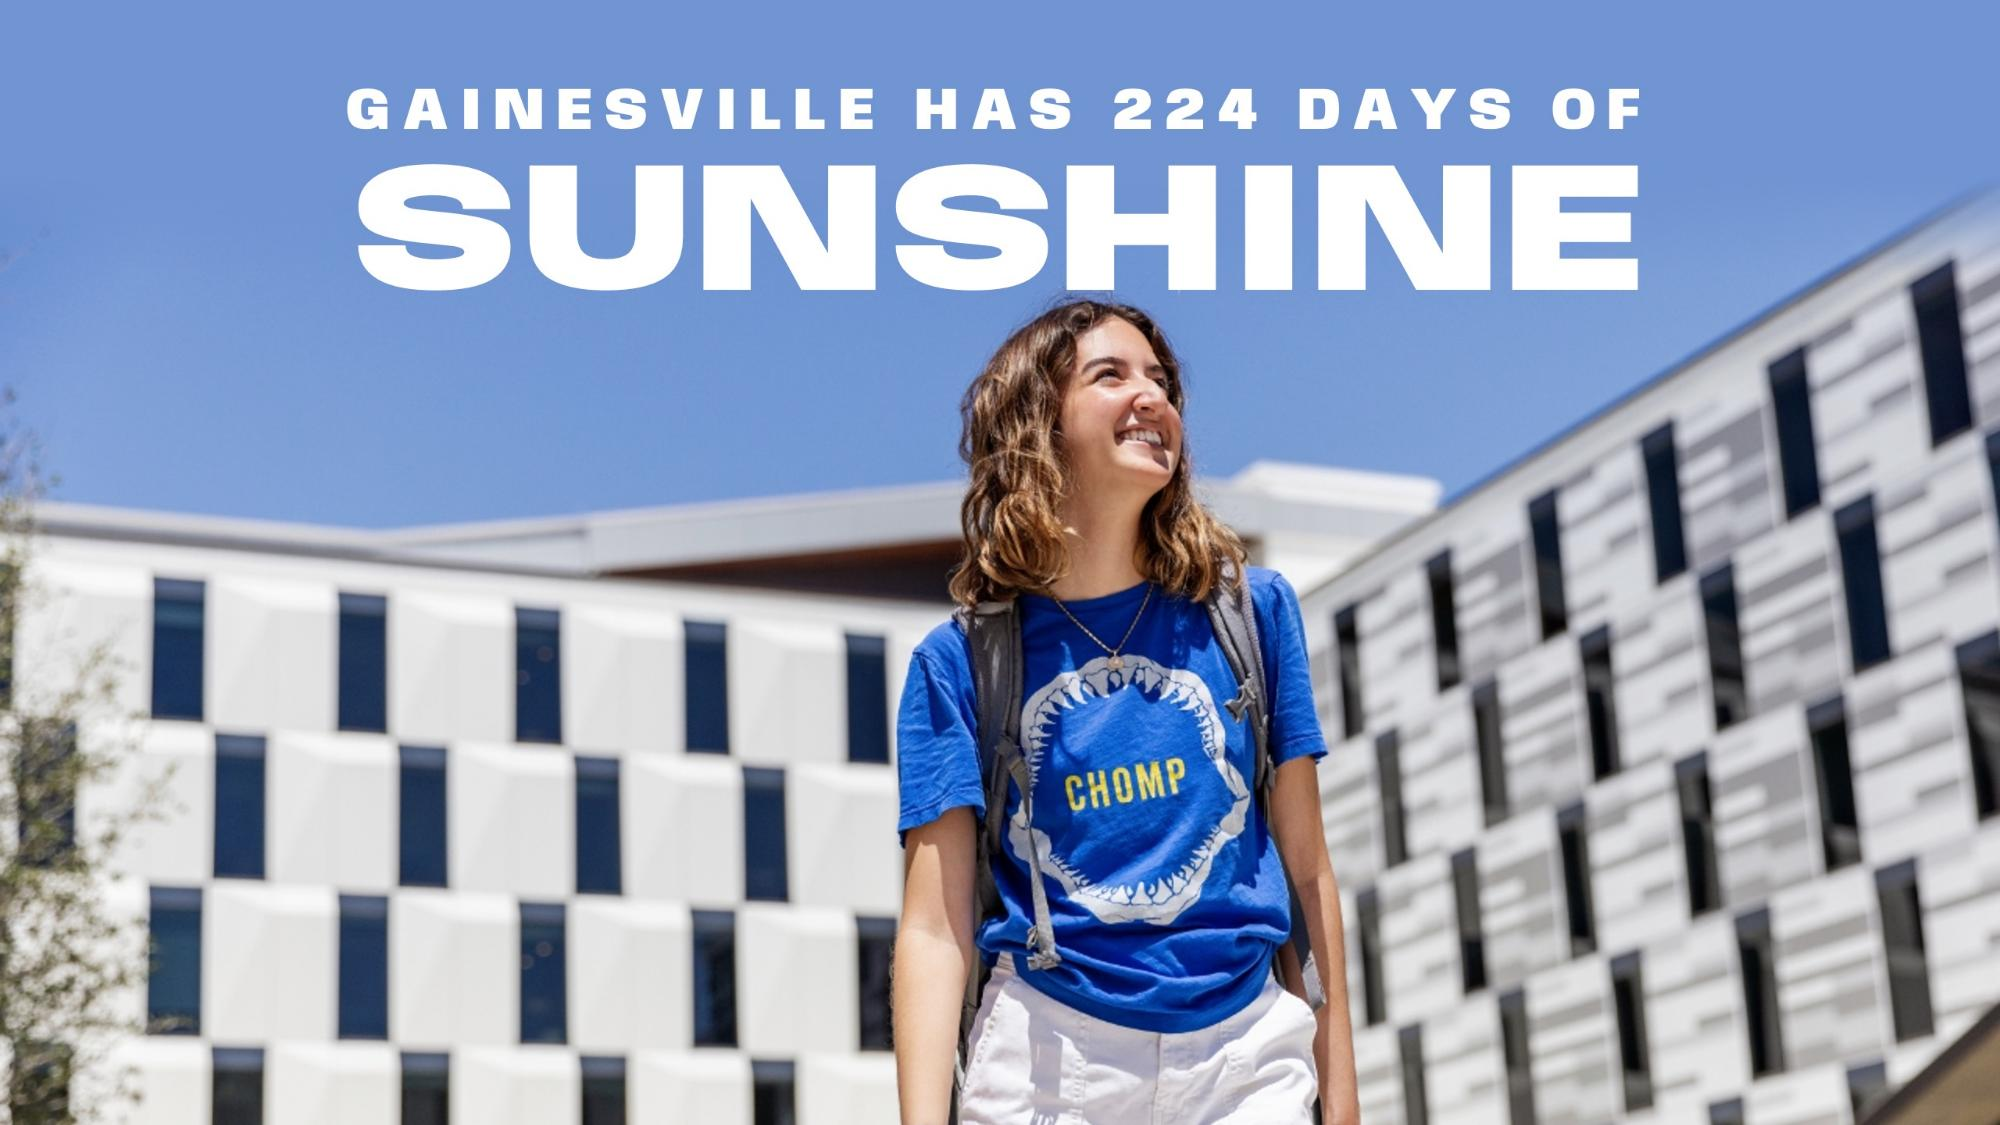 GAINESVILLE HAS 224 DAYS OF
SUNSHINE
CHOMP